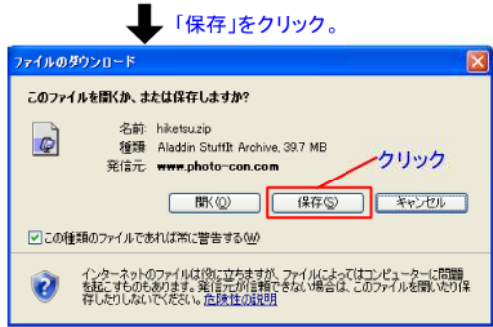 「保存」をクリック。
ファイルのダウンロード
このファイルを開くか、または保存しますか?
名前: hiketsu.zip
種類: Aladdin StuffIt Archive, 39.7 MB
発信元: www.photo-con.com
クリック
開く(O) 保存(S) キャンセル
この種類のファイルであれば常に警告する(W)
インターネットのファイルは役に立ちますが、ファイルによってはコンピューターに問題
を起こすものもあります。発信元が信頼できない場合は、このファイルを開いたり保
存したりしないでください。危険性の説明